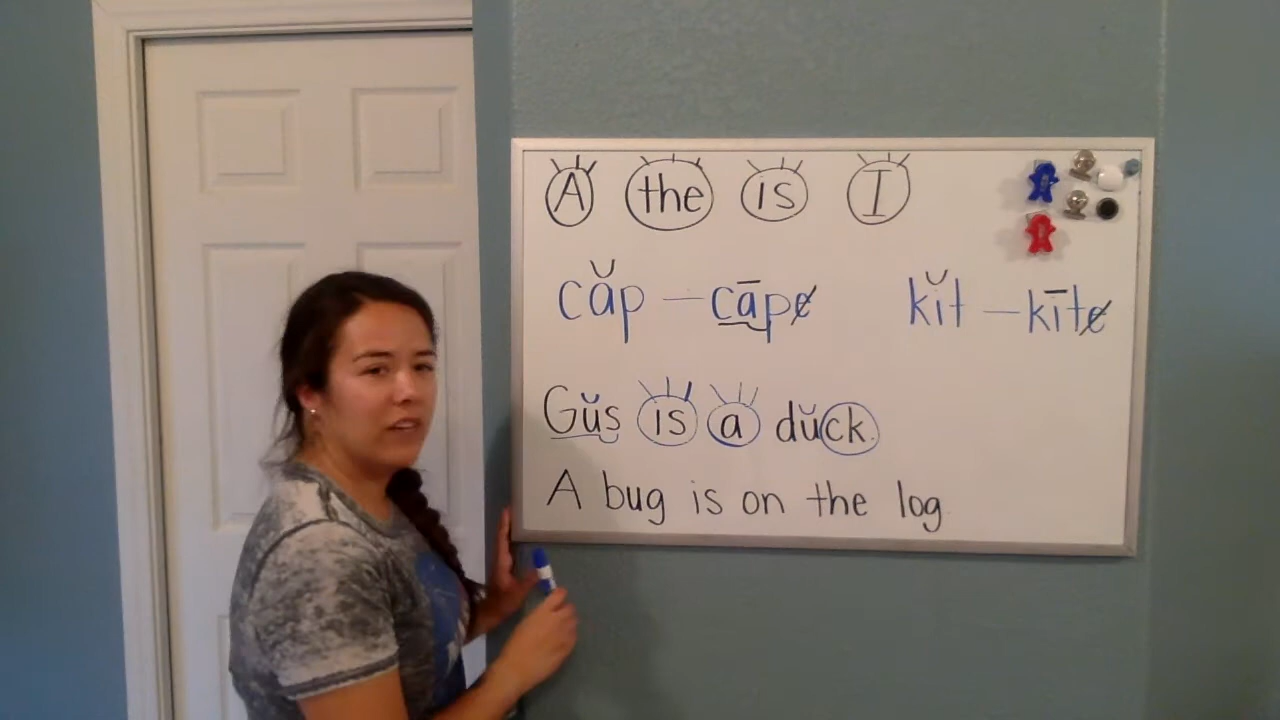 A the is I
căp - cāpe kĭt - kīte
Gŭs is a dŭck.
A bug is on the log.